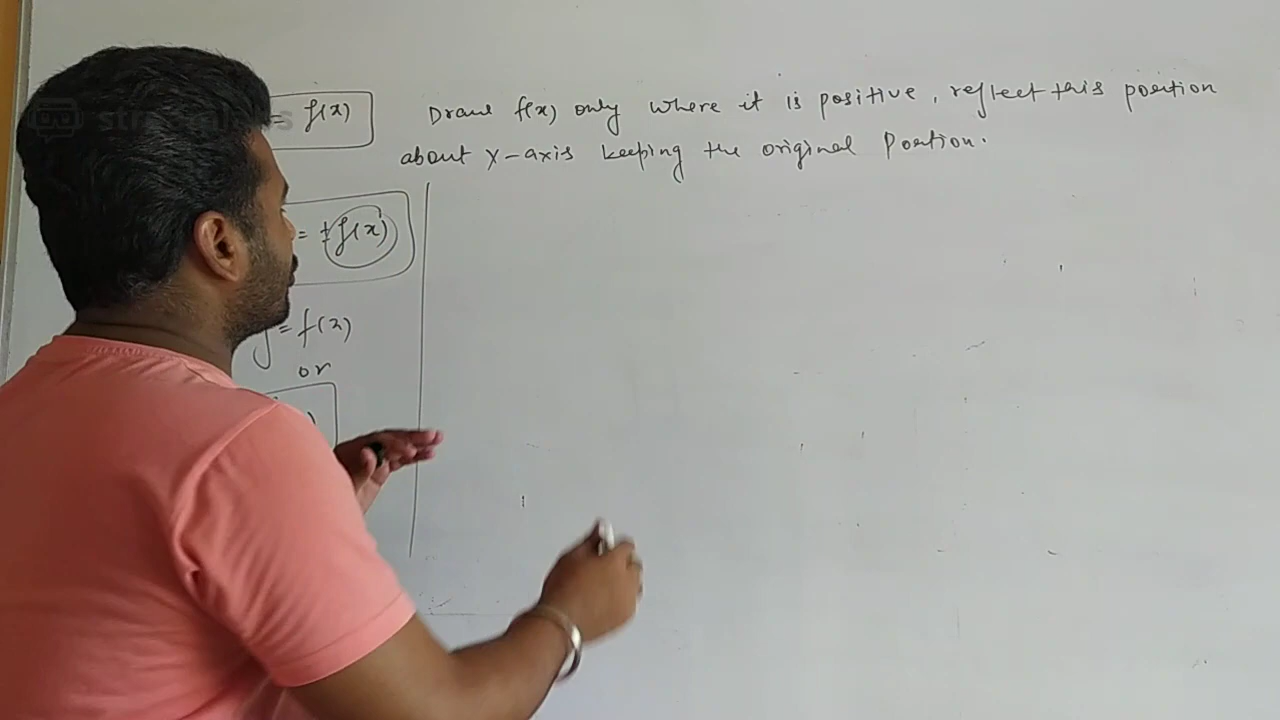 = f(x)
Draw f(x) only where it is positive, reflect this portion
about X-axis keeping the original Portion.
= ±f(x)
y = f(x)
or
)